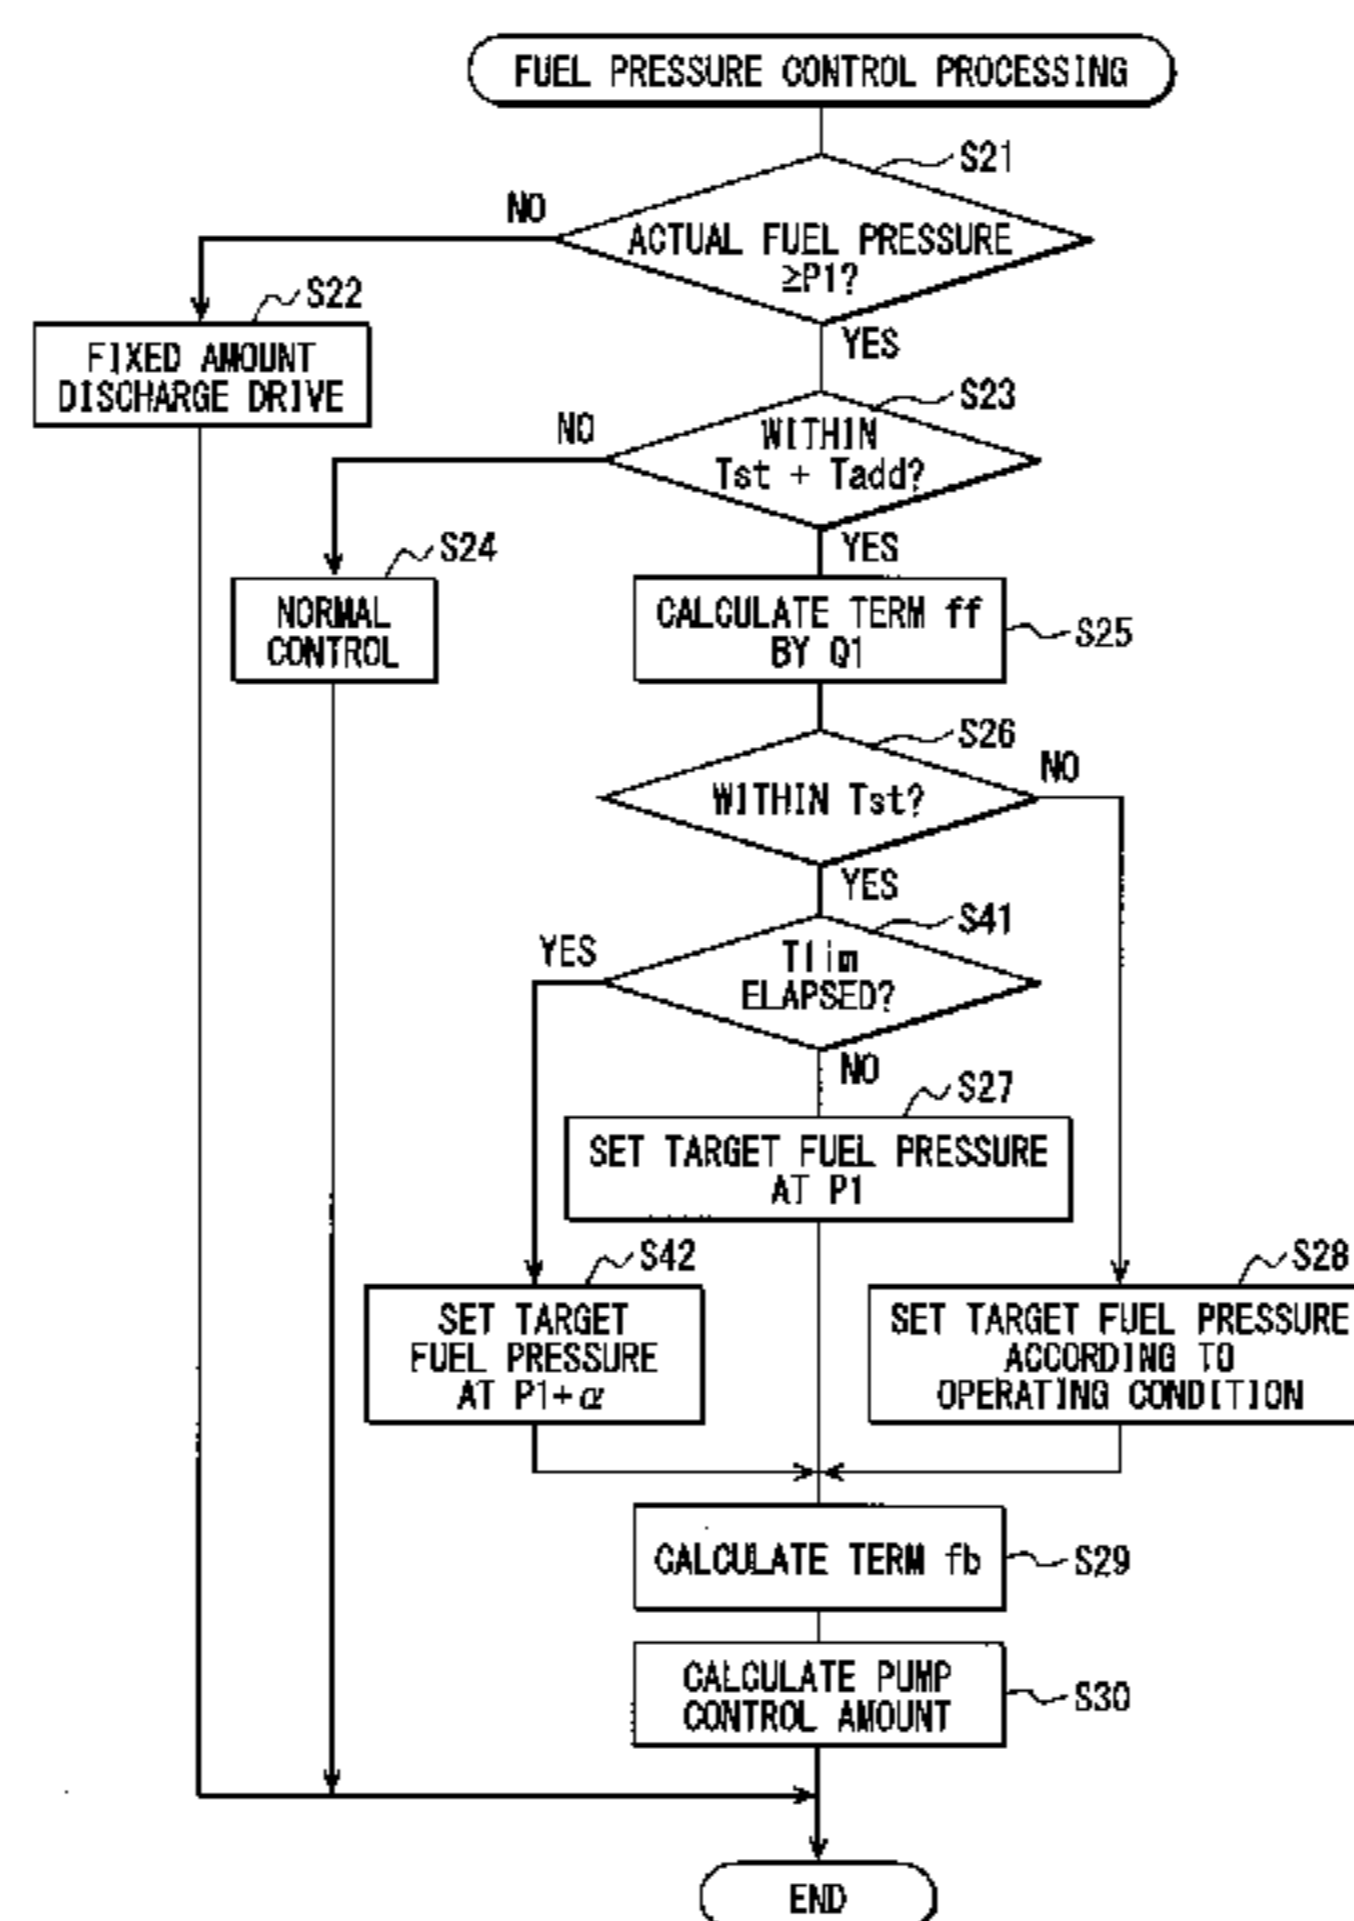 FUEL PRESSURE CONTROL PROCESSING
S21
NO
ACTUAL FUEL PRESSURE
≥P1?
YES
S22
FIXED AMOUNT
DISCHARGE DRIVE
S23
NO
WITHIN
Tst + Tadd?
YES
S24
NORMAL
CONTROL
CALCULATE TERM ff
BY Q1
S25
S26
NO
WITHIN Tst?
YES
S41
YES
Tlim
ELAPSED?
NO
S27
SET TARGET FUEL PRESSURE
AT P1
S42
SET TARGET
FUEL PRESSURE
AT P1+α
S28
SET TARGET FUEL PRESSURE
ACCORDING TO
OPERATING CONDITION
CALCULATE TERM fb
S29
CALCULATE PUMP
CONTROL AMOUNT
S30
END